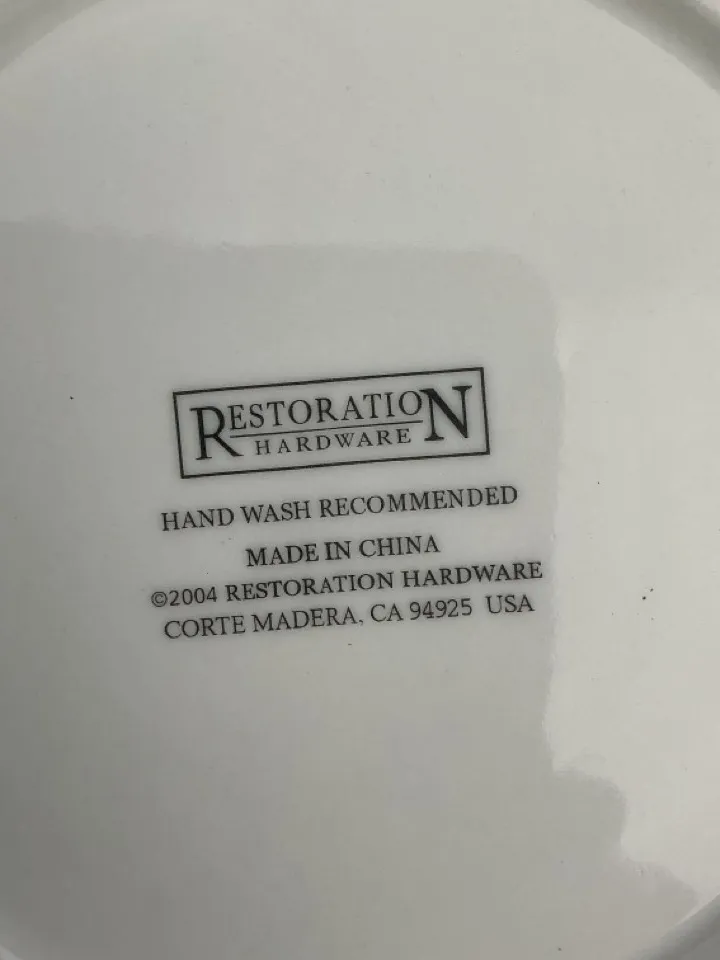 RESTORATION
HARDWARE
HAND WASH RECOMMENDED
MADE IN CHINA
©2004 RESTORATION HARDWARE
CORTE MADERA, CA 94925 USA